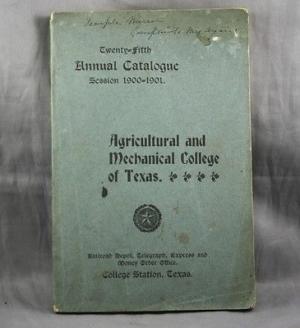 Twenty=Fifth
Annual Catalogue
Session 1900=1901.
Agricultural and
Mechanical College
of Texas.
Railroad Depot, Telegraph, Express and
Money Order Office.
College Station, Texas.